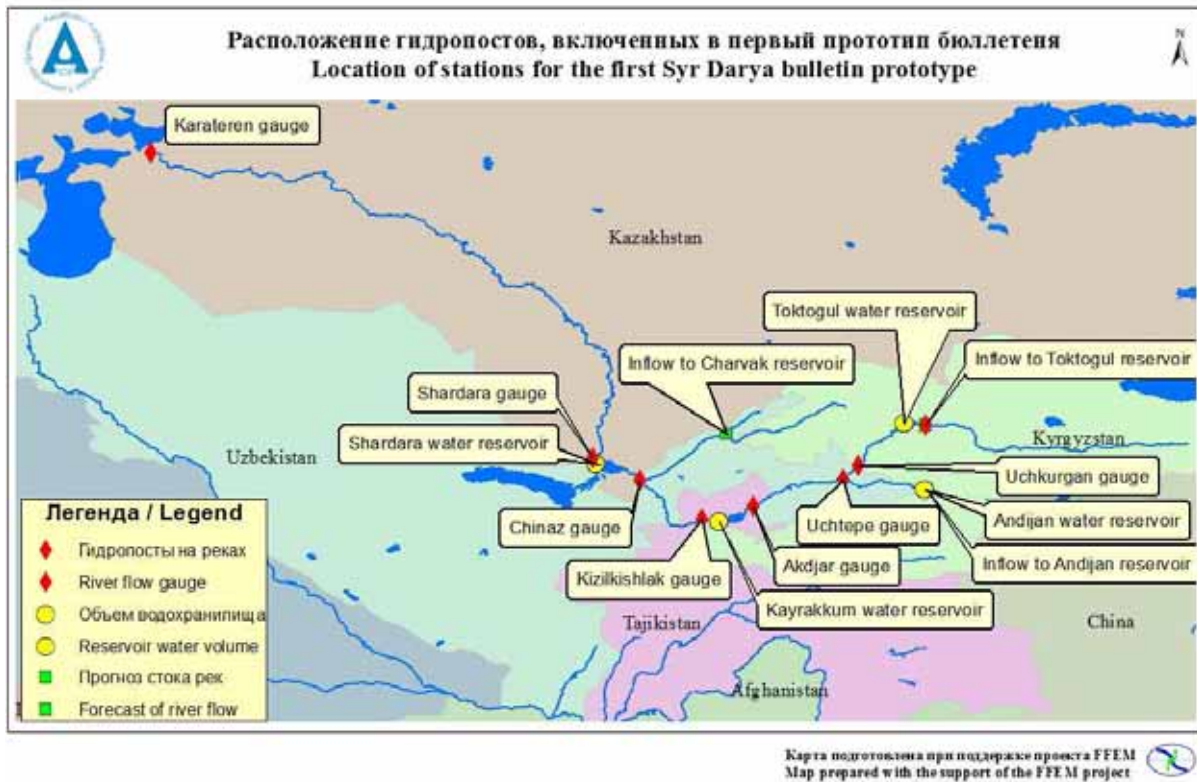 Расположение гидропостов, включенных в первый прототип бюллетеня
Location of stations for the first Syr Darya bulletin prototype
N
Karateren gauge
Kazakhstan
Toktogul water reservoir
Inflow to Charvak reservoir
Inflow to Toktogul reservoir
Shardara gauge
Shardara water reservoir
Uzbekistan
Kyrgyzstan
Uchkurgan gauge
Chinaz gauge
Uchtepe gauge
Andijan water reservoir
Kizilkishlak gauge
Akdjar gauge
Inflow to Andijan reservoir
Kayrakkum water reservoir
Tajikistan
China
Afghanistan
Легенда / Legend
Гидропосты на реках
River flow gauge
Объем водохранилища
Reservoir water volume
Прогноз стока рек
Forecast of river flow
Карта подготовлена при поддержке проекта FFEM
Map prepared with the support of the FFEM project